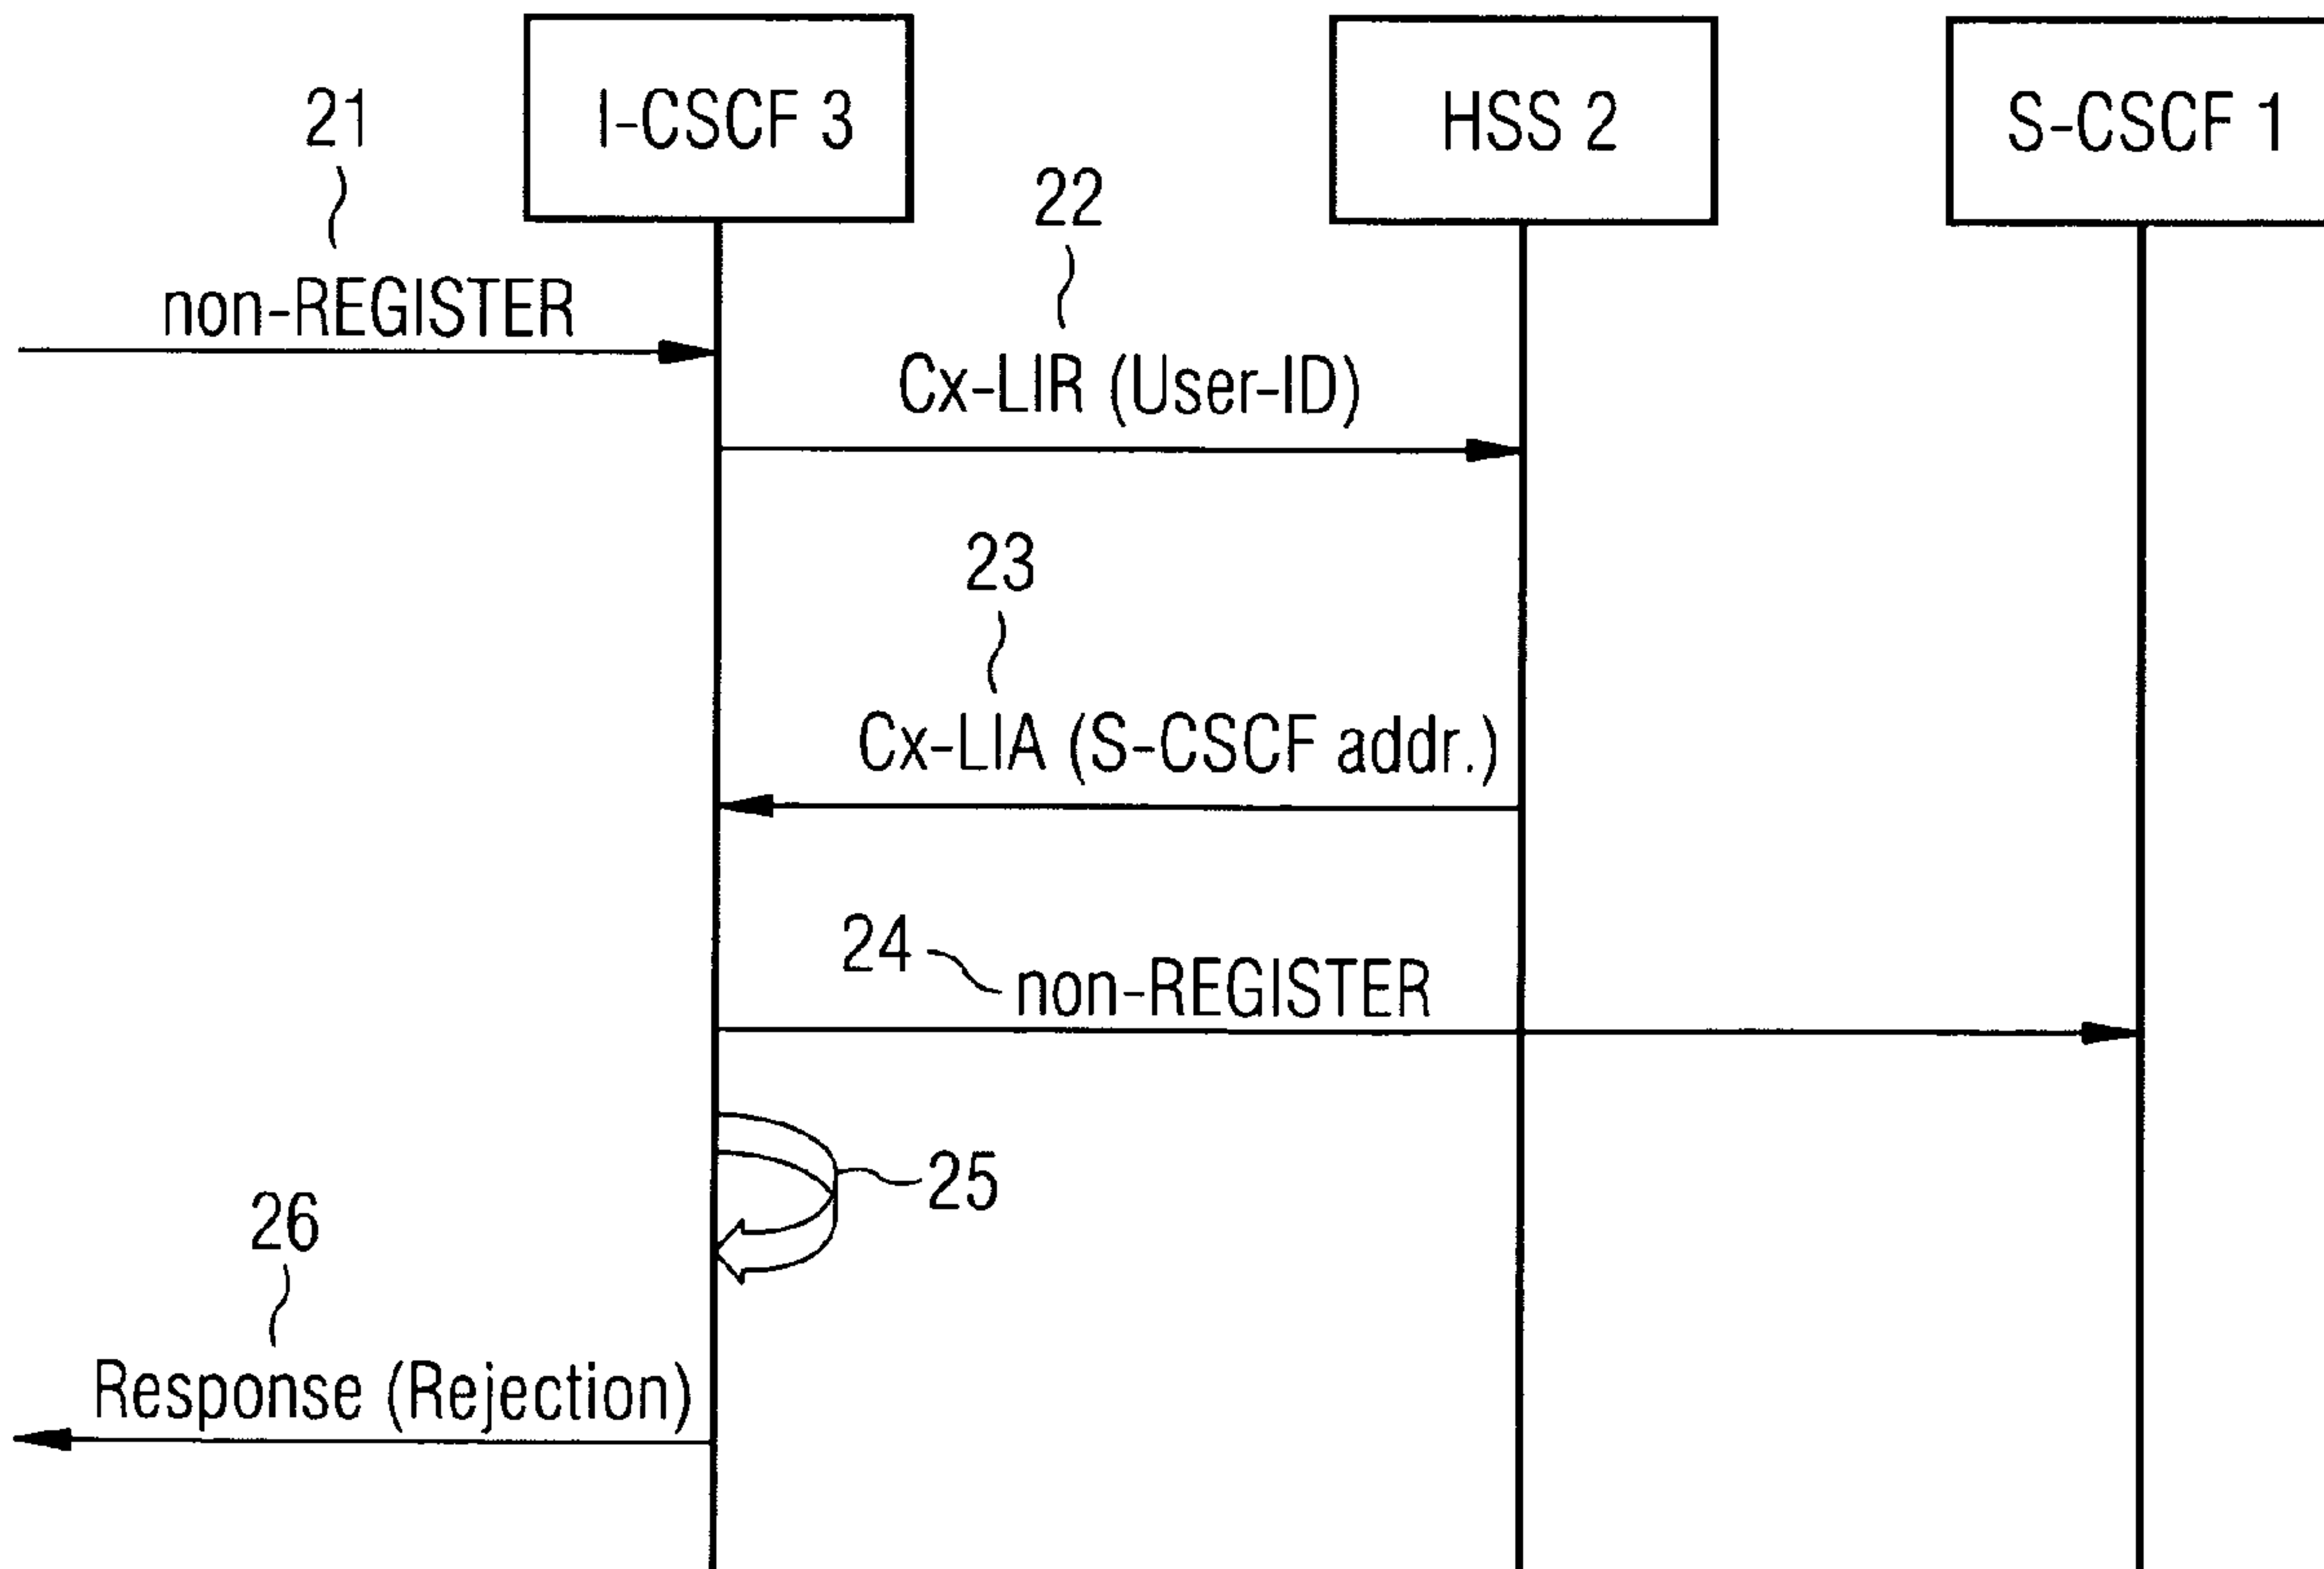 I-CSCF 3
HSS 2
S-CSCF 1
21
non-REGISTER
22
Cx-LIR (User-ID)
23
Cx-LIA (S-CSCF addr.)
24
non-REGISTER
25
26
Response (Rejection)